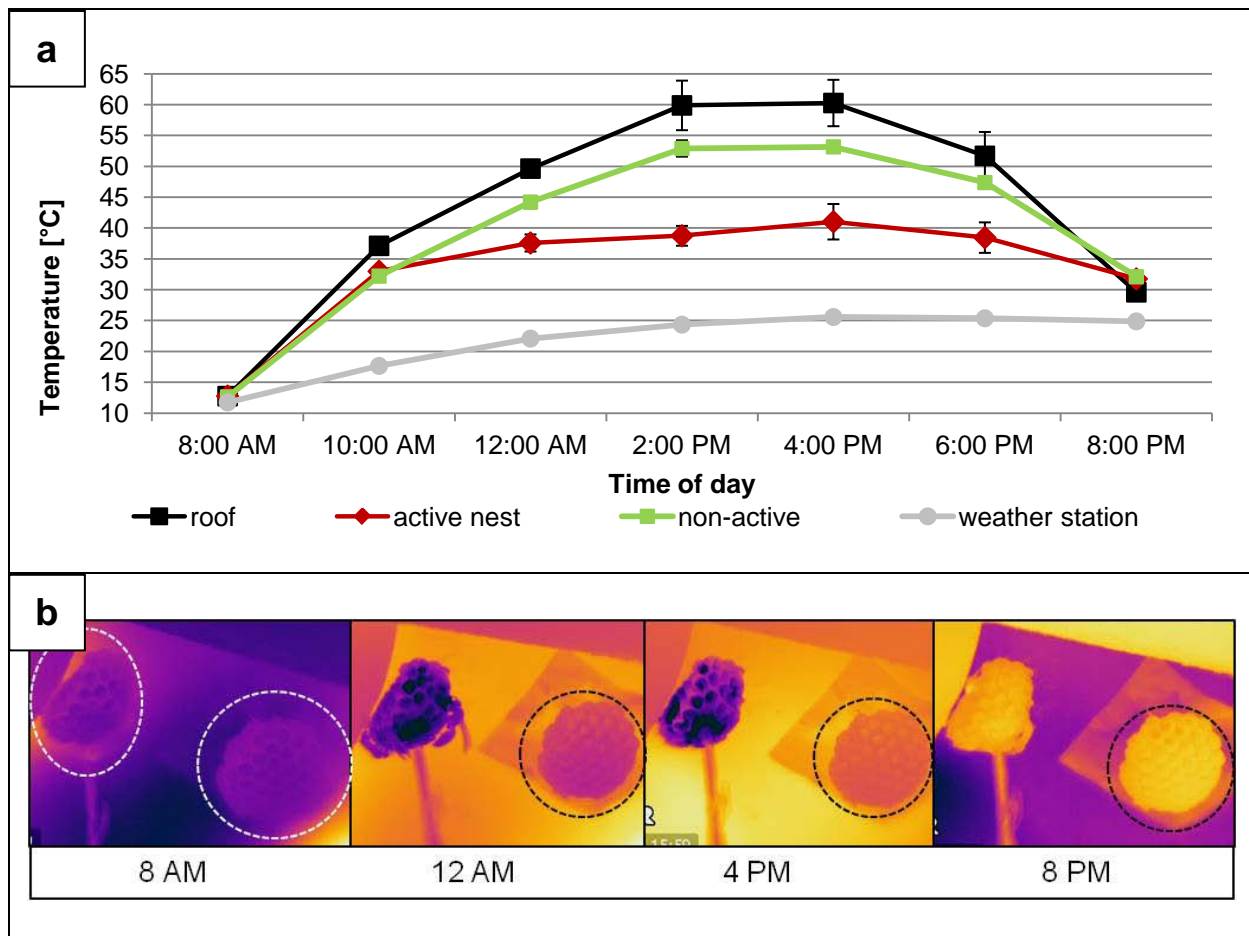 a
65
60
55
50
45
40
35
30
25
20
15
10
Temperature [°C]
8:00 AM 10:00 AM 12:00 AM 2:00 PM 4:00 PM 6:00 PM 8:00 PM
Time of day
roof active nest non-active weather station
b
R
15:59
8 AM 12 AM 4 PM 8 PM